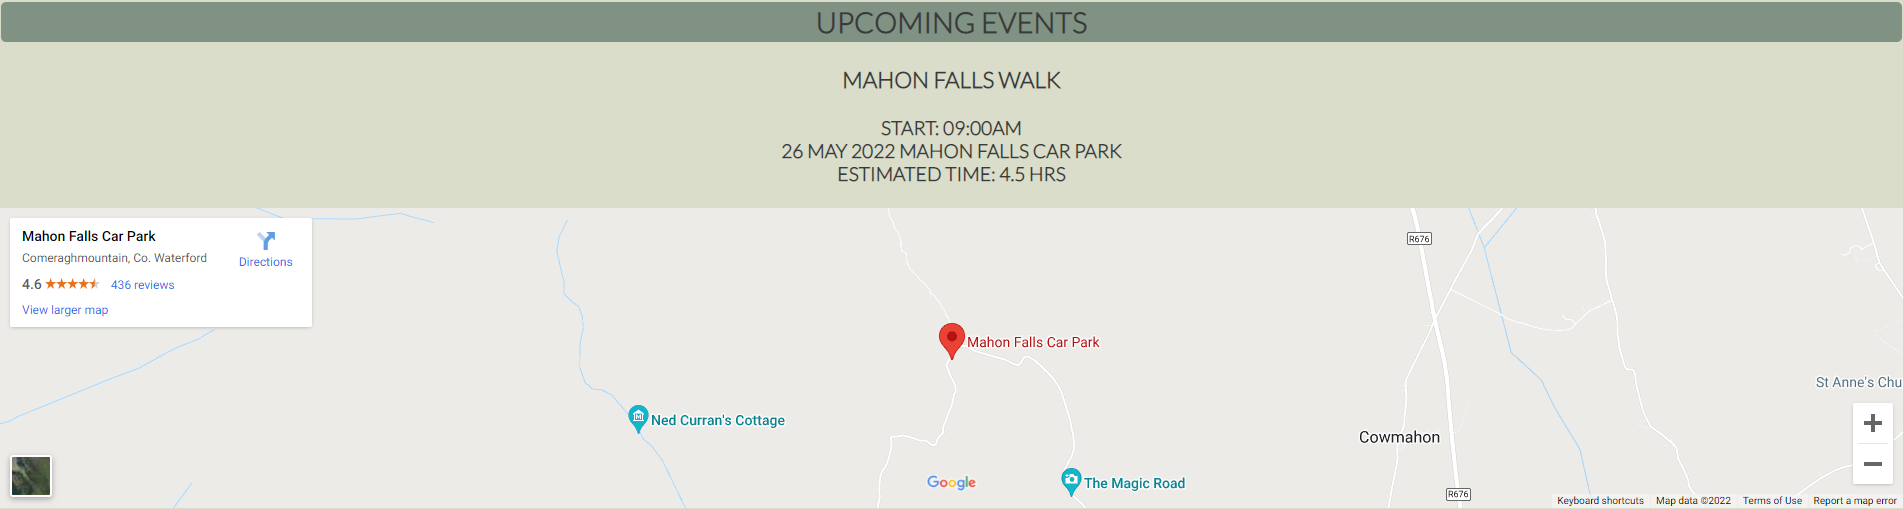 UPCOMING EVENTS
MAHON FALLS WALK
START: 09:00AM
26 MAY 2022 MAHON FALLS CAR PARK
ESTIMATED TIME: 4.5 HRS
Mahon Falls Car Park
Comeraghmountain, Co. Waterford
Directions
4.6 436 reviews
View larger map
R676
Mahon Falls Car Park
St Anne's Chu
Ned Curran's Cottage
Cowmahon
Google
The Magic Road
R676
Keyboard shortcuts Map data ©2022 Terms of Use Report a map error